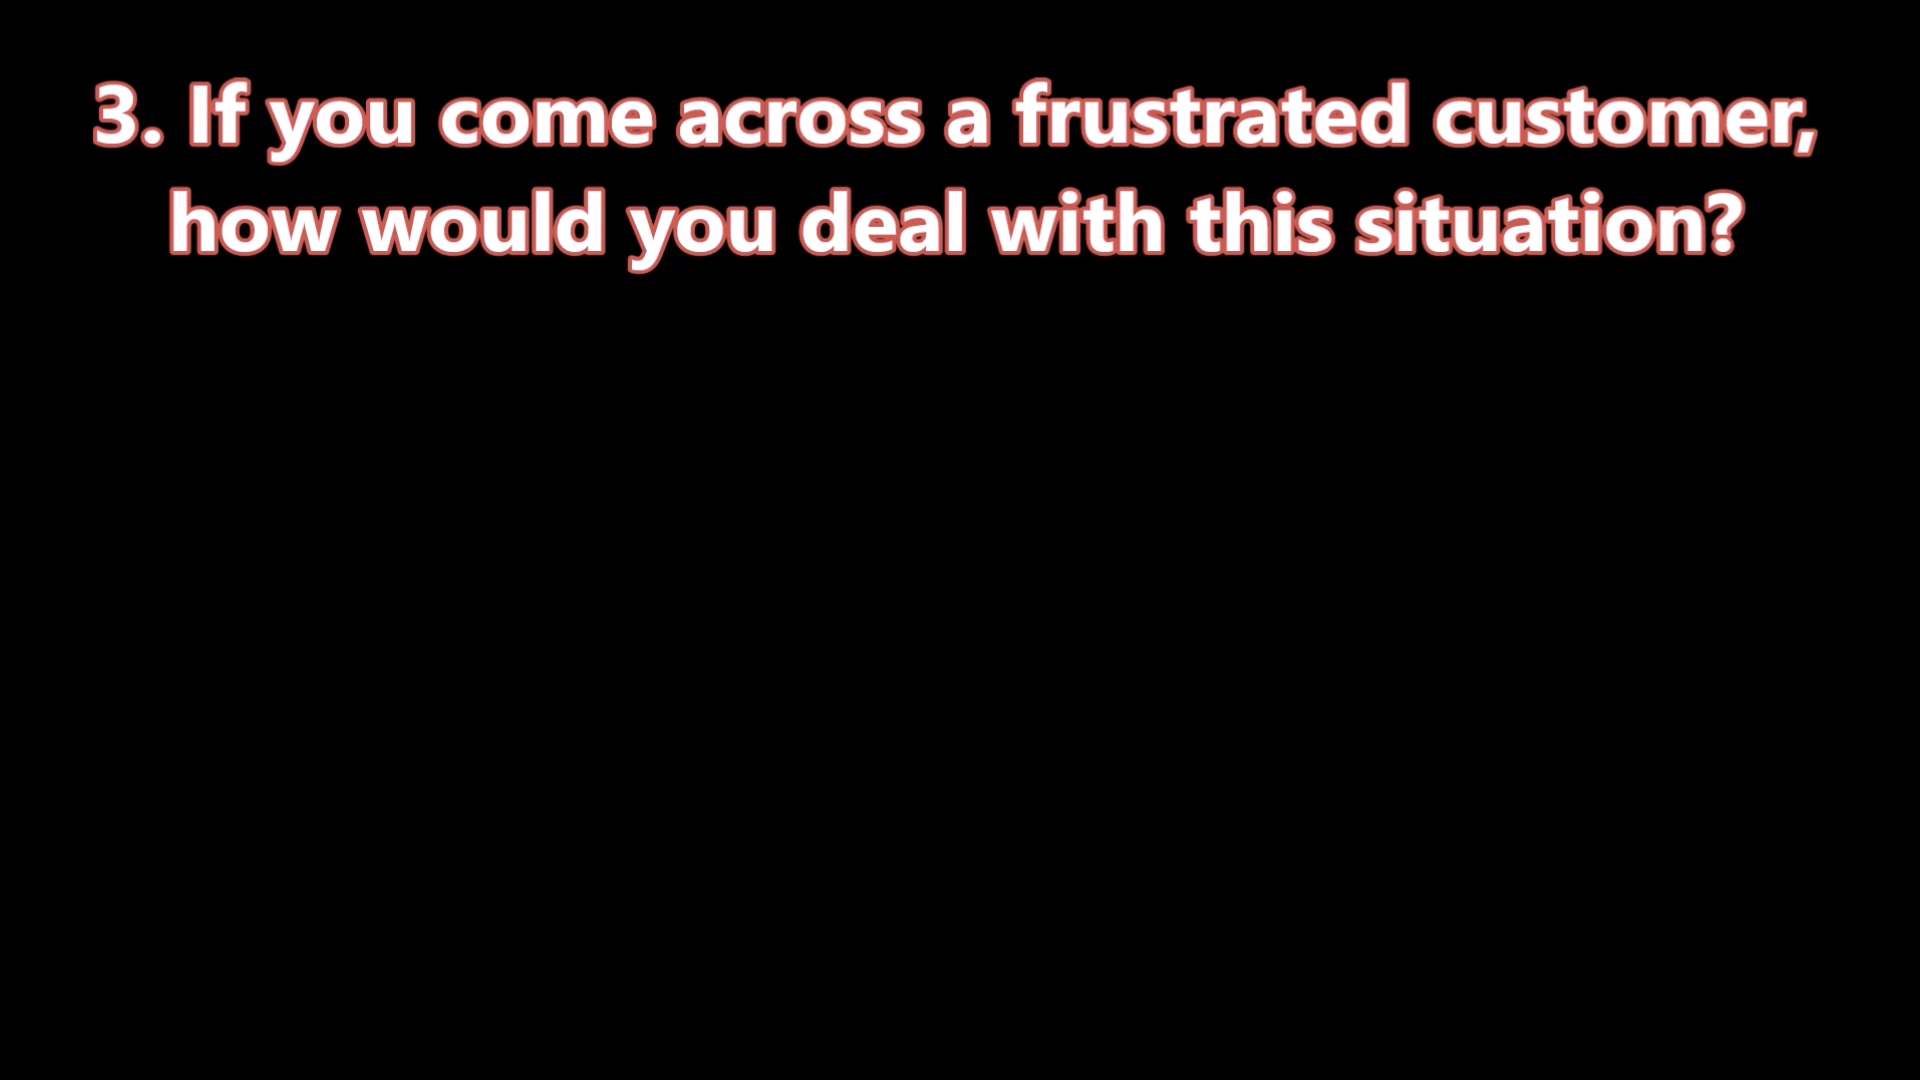 3. If you come across a frustrated customer,
how would you deal with this situation?